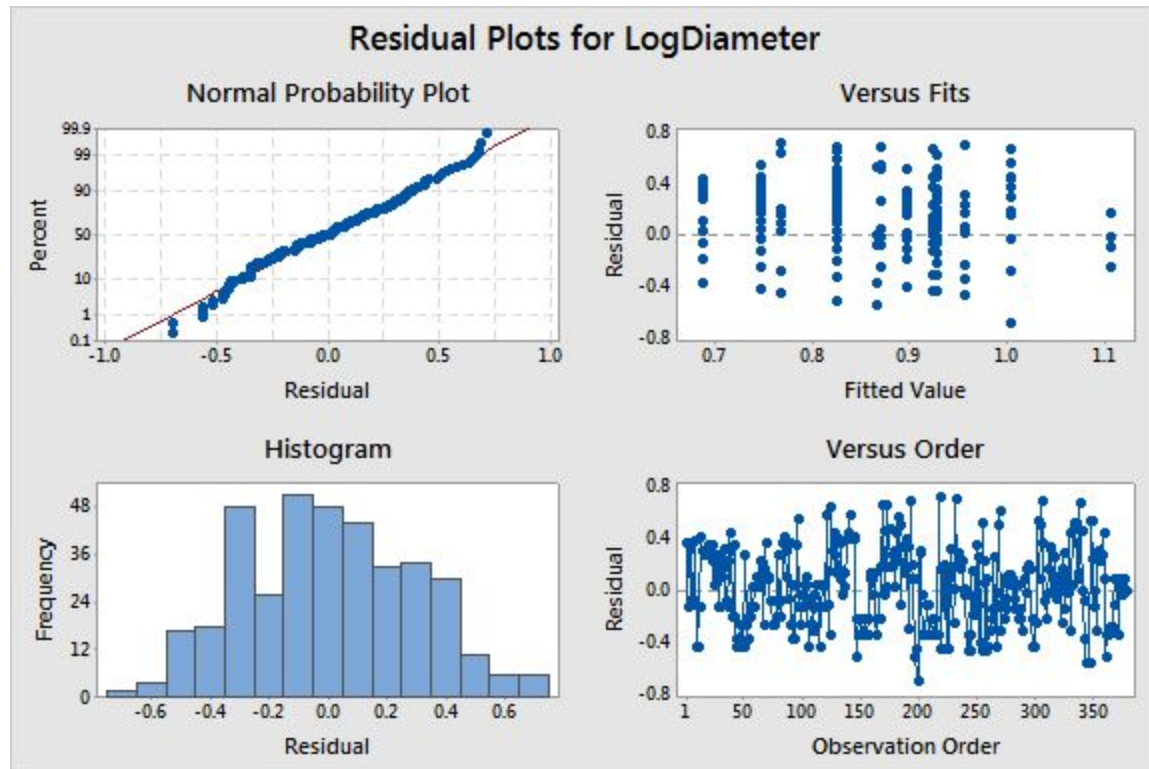 Residual Plots for LogDiameter
Normal Probability Plot
99.9
99
90
50
10
1
0.1
Percent
-1.0 -0.5 0.0 0.5 1.0
Residual
Versus Fits
0.8
0.4
0.0
-0.4
-0.8
Residual
0.7 0.8 0.9 1.0 1.1
Fitted Value
Histogram
48
36
24
12
0
Frequency
-0.6 -0.4 -0.2 0.0 0.2 0.4 0.6
Residual
Versus Order
0.8
0.4
0.0
-0.4
-0.8
Residual
1 50 100 150 200 250 300 350
Observation Order